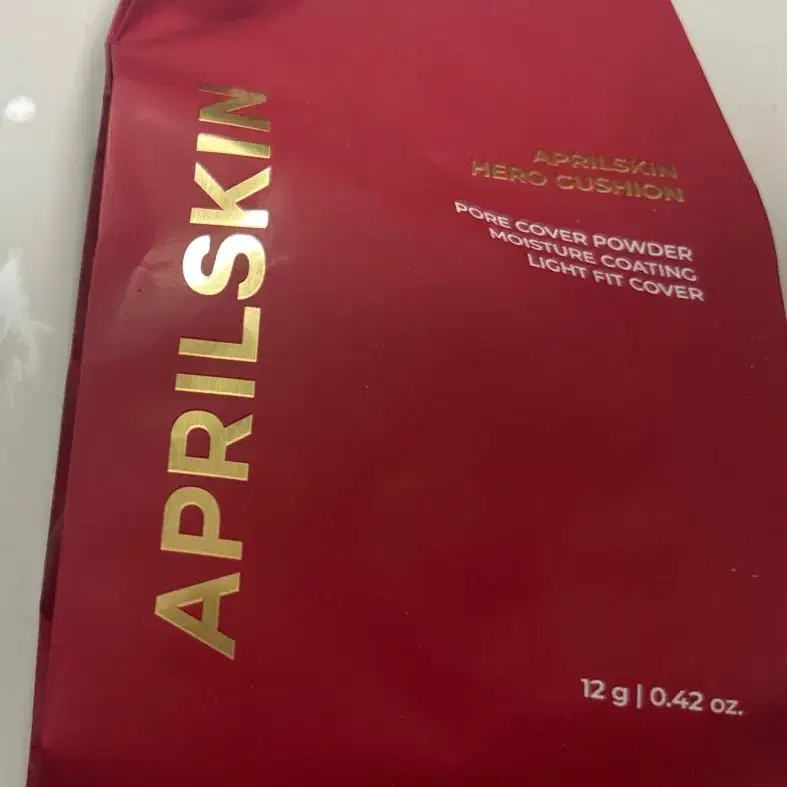 APRILSKIN
APRILSKIN
HERO CUSHION
PORE COVER POWDER
MOISTURE COATING
LIGHT FIT COVER
12 g | 0.42 oz.